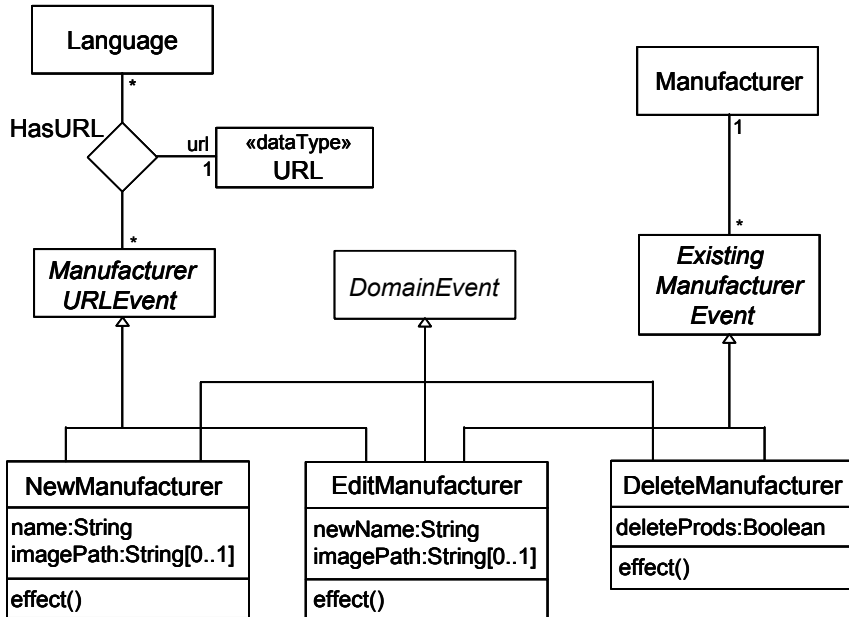 Language
*
HasURL
url
1
«dataType»
URL
*
Manufacturer
URLEvent
DomainEvent
Manufacturer
1
*
Existing
Manufacturer
Event
NewManufacturer
name:String
imagePath:String[0..1]
effect()
EditManufacturer
newName:String
imagePath:String[0..1]
effect()
DeleteManufacturer
deleteProds:Boolean
effect()